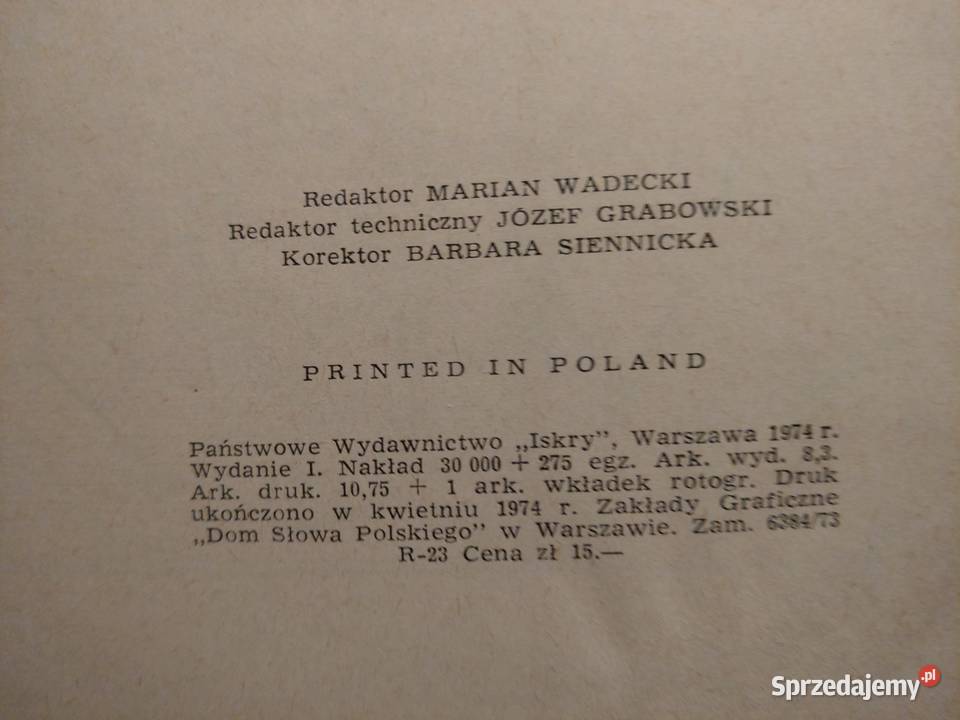 Redaktor MARIAN WADECKI
Redaktor techniczny JÓZEF GRABOWSKI
Korektor BARBARA SIENNICKA
PRINTED IN POLAND
Państwowe Wydawnictwo „Iskry”, Warszawa 1974 r.
Wydanie I. Nakład 30 000 + 275 egz. Ark. wyd. 8,3.
Ark. druk. 10,75 + 1 ark. wkładek rotogr. Druk
ukończono w kwietniu 1974 r. Zakłady Graficzne
„Dom Słowa Polskiego” w Warszawie. Zam. 6384/73
R-23 Cena zł 15.—
Sprzedajemy.pl